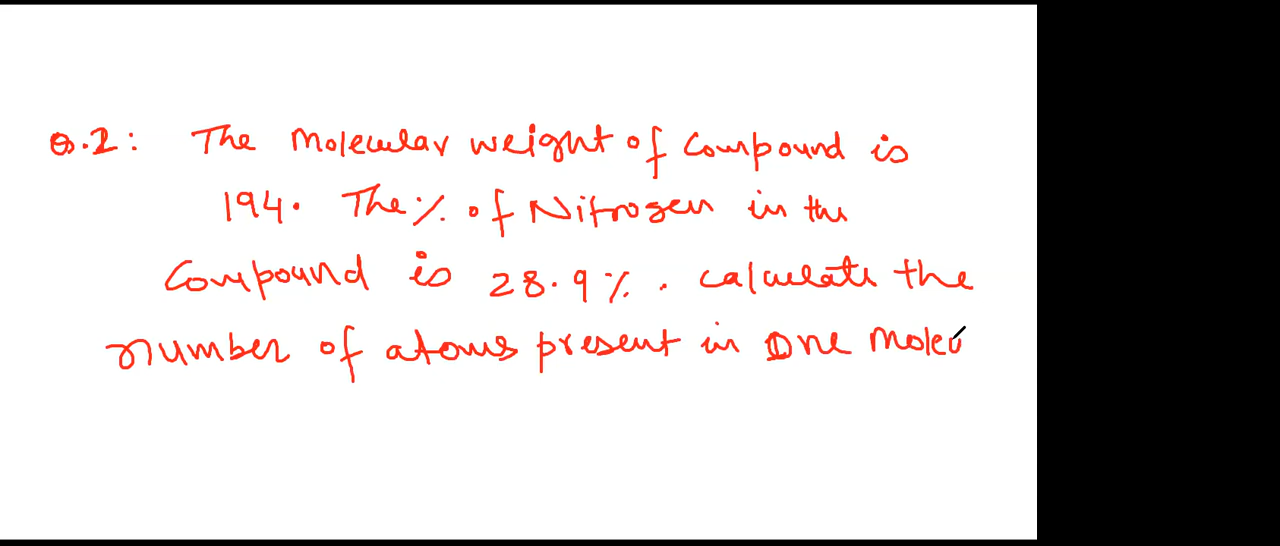 Q.2: The Molecular weight of Compound is
194. The % of Nitrogen in the
Compound is 28.9%. Calculate the
number of atoms present in One Molecu